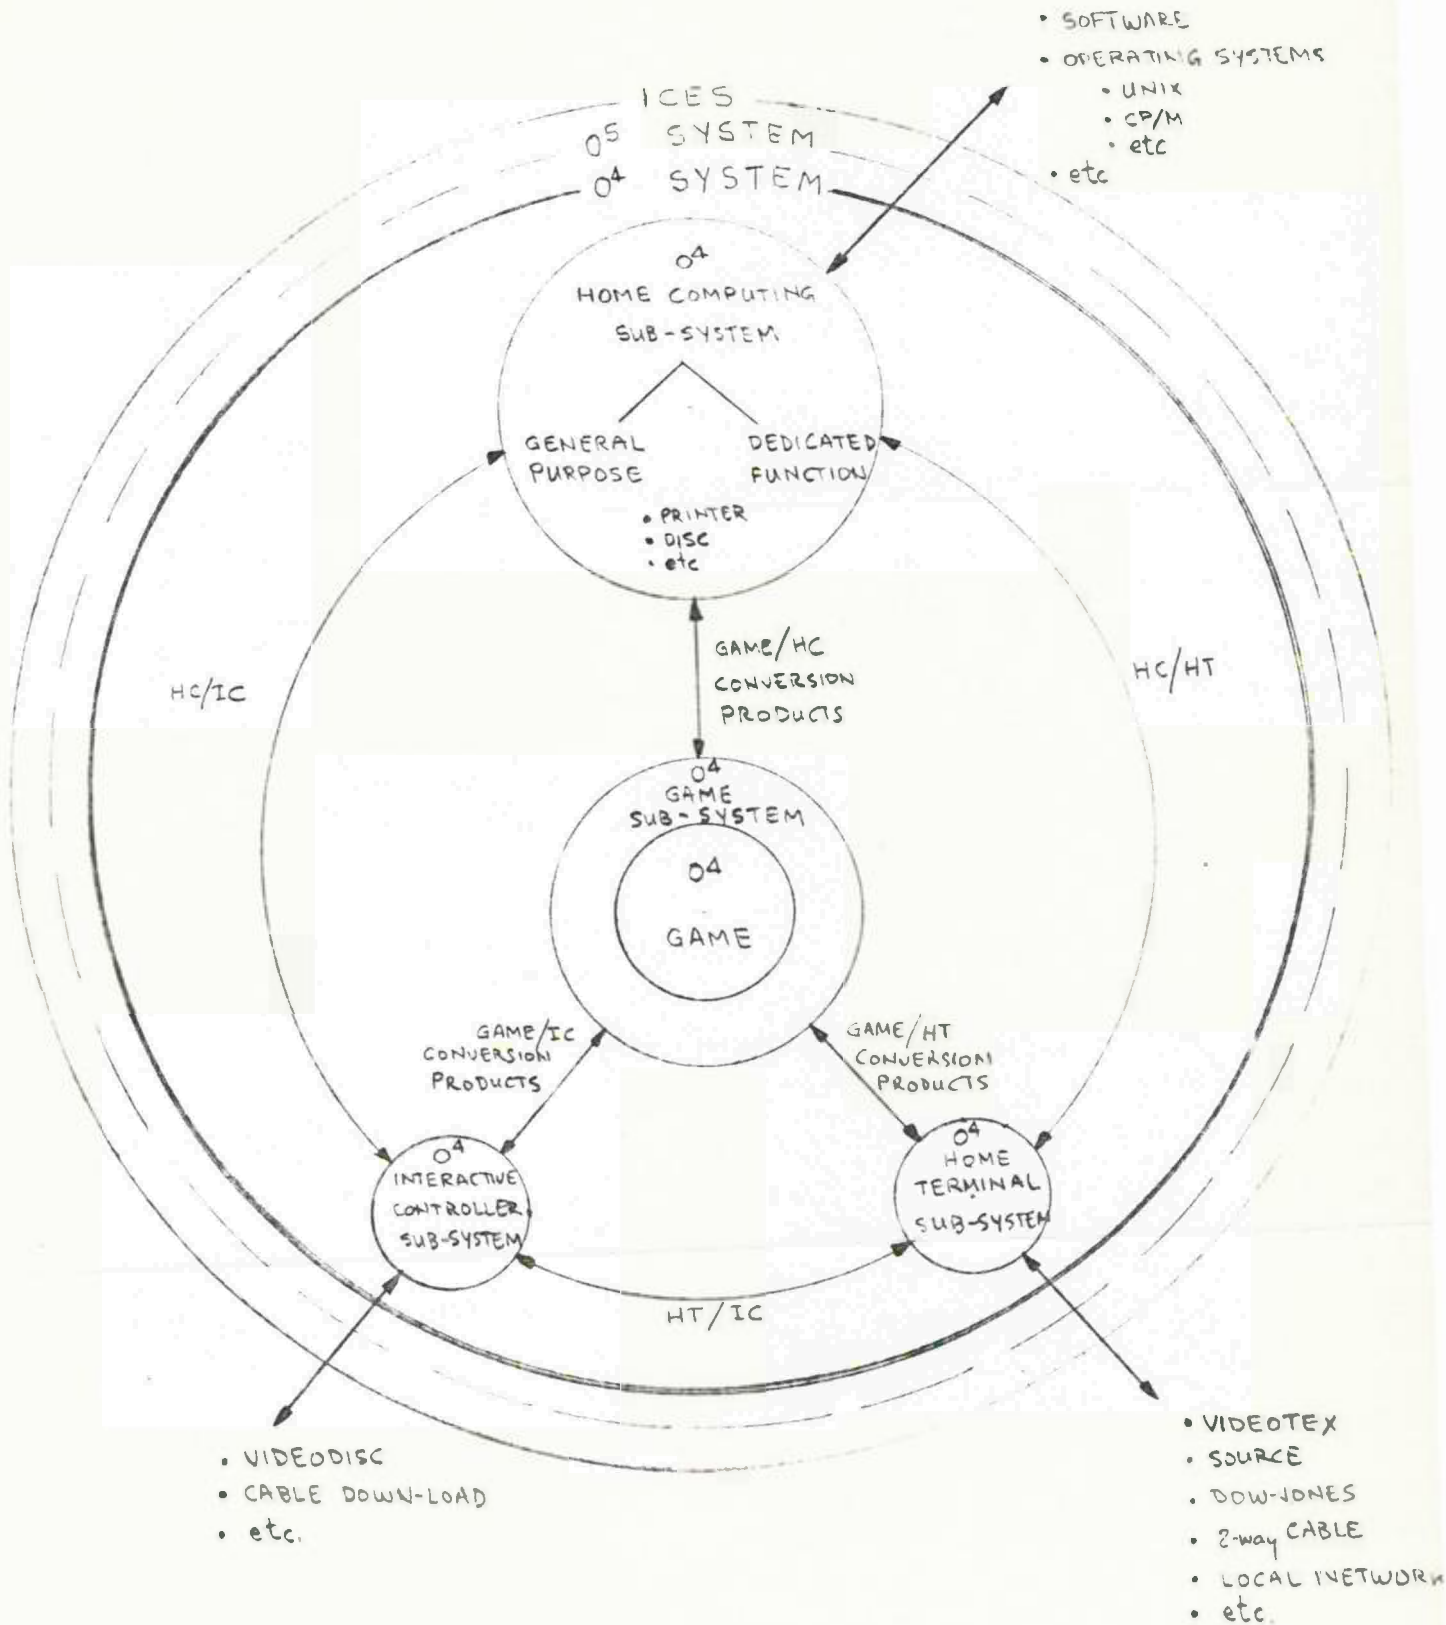 • SOFTWARE
• OPERATING SYSTEMS
• UNIX
• CP/M
• etc
• etc
ICES
O⁵ SYSTEM
O⁴ SYSTEM
O⁴
HOME COMPUTING
SUB-SYSTEM
GENERAL
PURPOSE
DEDICATED
FUNCTION
• PRINTER
• DISC
• etc
HC/IC
GAME/HC
CONVERSION
PRODUCTS
HC/HT
O⁴
GAME
SUB-SYSTEM
O⁴
GAME
GAME/IC
CONVERSION
PRODUCTS
GAME/HT
CONVERSION
PRODUCTS
O⁴
INTERACTIVE
CONTROLLER
SUB-SYSTEM
O⁴
HOME
TERMINAL
SUB-SYSTEM
HT/IC
• VIDEODISC
• CABLE DOWN-LOAD
• etc.
• VIDEOTEX
• SOURCE
• DOW-JONES
• 2-way CABLE
• LOCAL NETWORK
• etc.